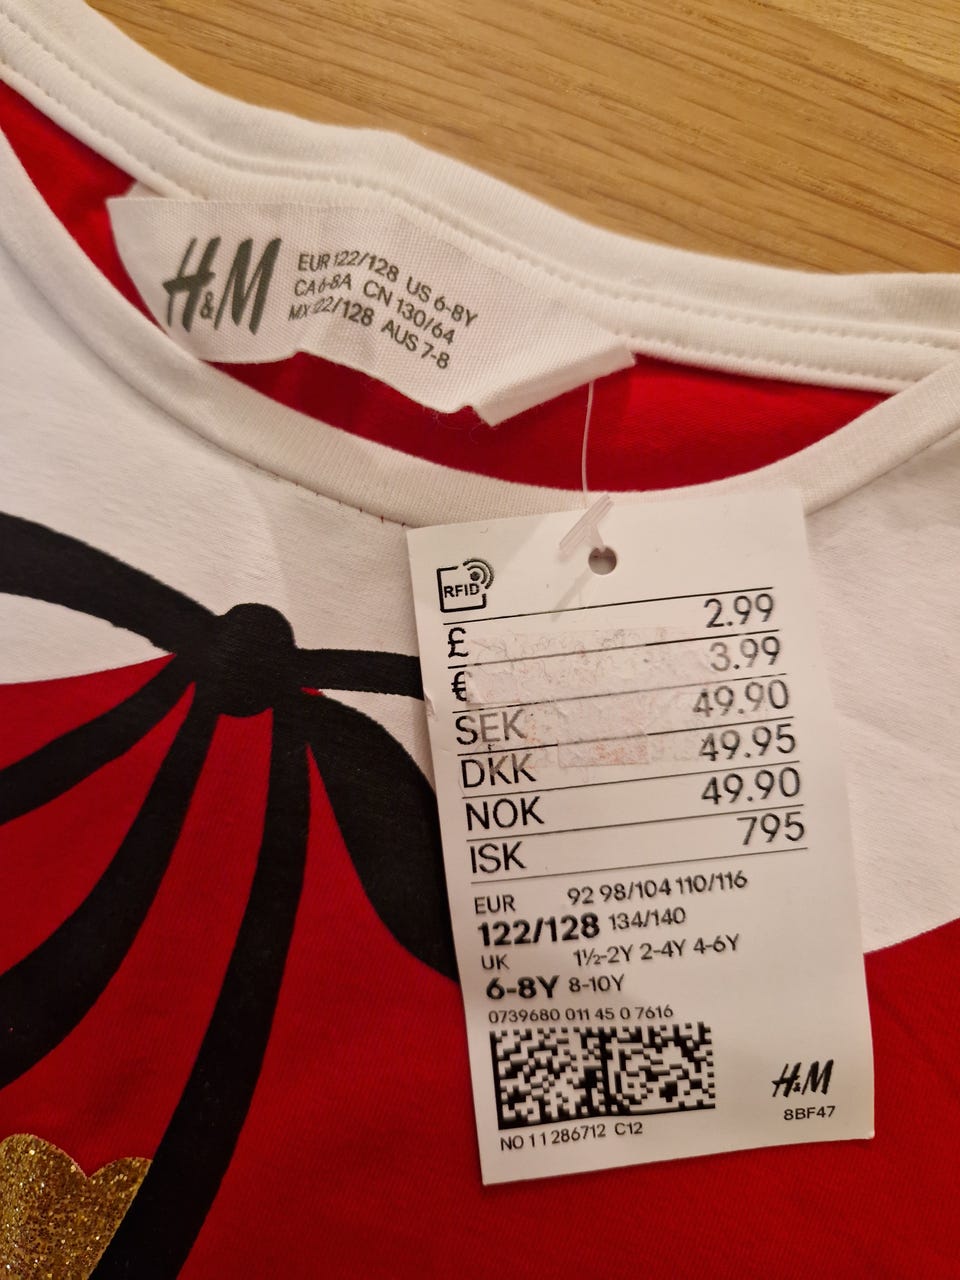 H&M
EUR 122/128 US 6-8Y
CA 6-8A CN 130/64
MX 122/128 AUS 7-8
RFID
£ 2.99
€ 3.99
SEK 49.90
DKK 49.95
NOK 49.90
ISK 795
EUR 92 98/104 110/116
122/128 134/140
UK 1½-2Y 2-4Y 4-6Y
6-8Y 8-10Y
0739680 011 45 0 7616
H&M
8BF47
NO 1 1 286712 C12